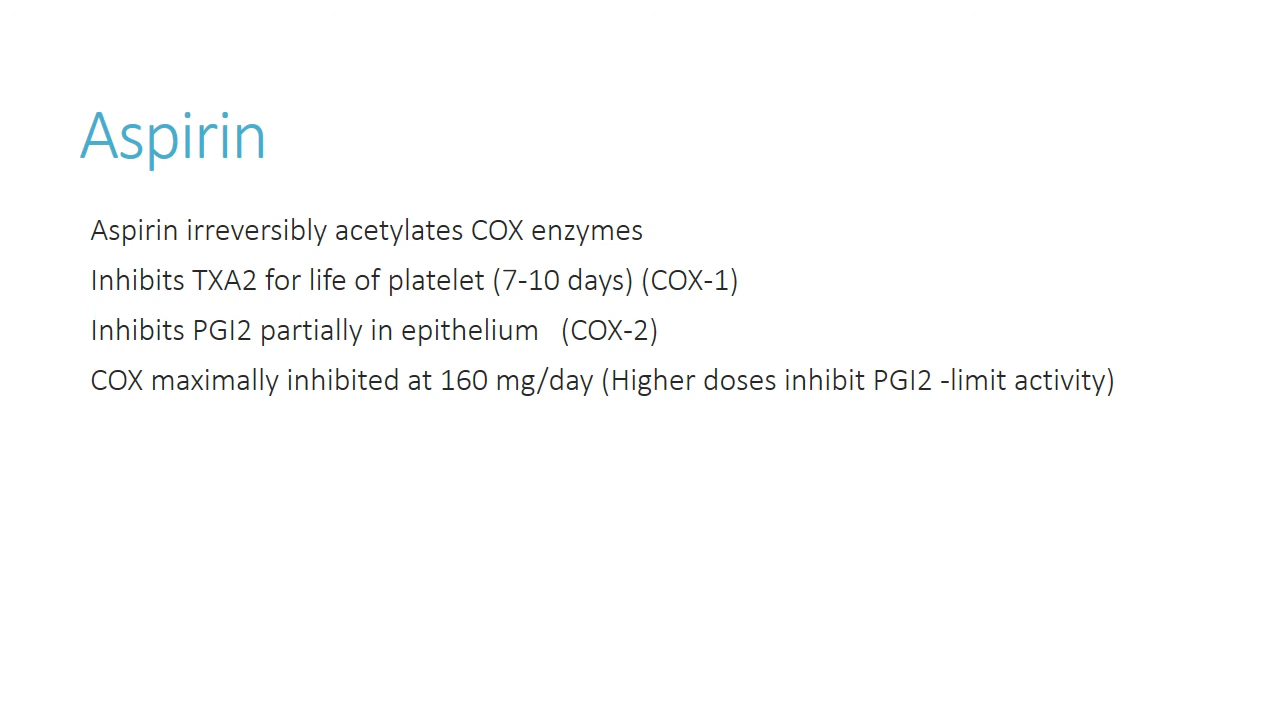 Aspirin
Aspirin irreversibly acetylates COX enzymes
Inhibits TXA2 for life of platelet (7-10 days) (COX-1)
Inhibits PGI2 partially in epithelium   (COX-2)
COX maximally inhibited at 160 mg/day (Higher doses inhibit PGI2 -limit activity)